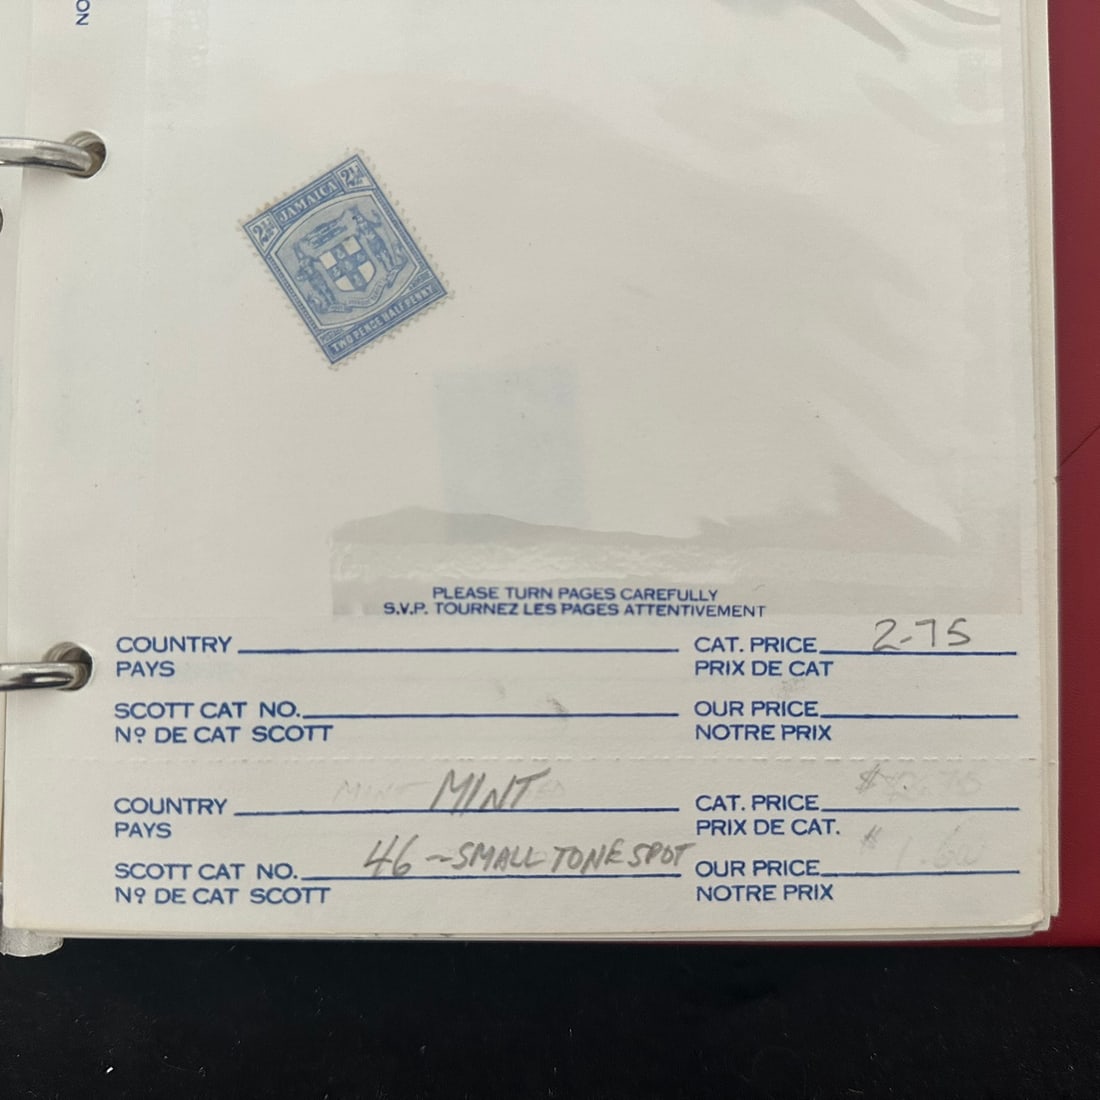 NO
2½ JAMAICA 2½
TWO PENCE HALF PENNY
PLEASE TURN PAGES CAREFULLY
S.V.P. TOURNEZ LES PAGES ATTENTIVEMENT
COUNTRY CAT. PRICE 2-75
PAYS PRIX DE CAT
SCOTT CAT NO. OUR PRICE
Nº DE CAT SCOTT NOTRE PRIX
COUNTRY MINT CAT. PRICE
PAYS PRIX DE CAT.
SCOTT CAT NO. 46 - SMALL TONE SPOT OUR PRICE
Nº DE CAT SCOTT NOTRE PRIX